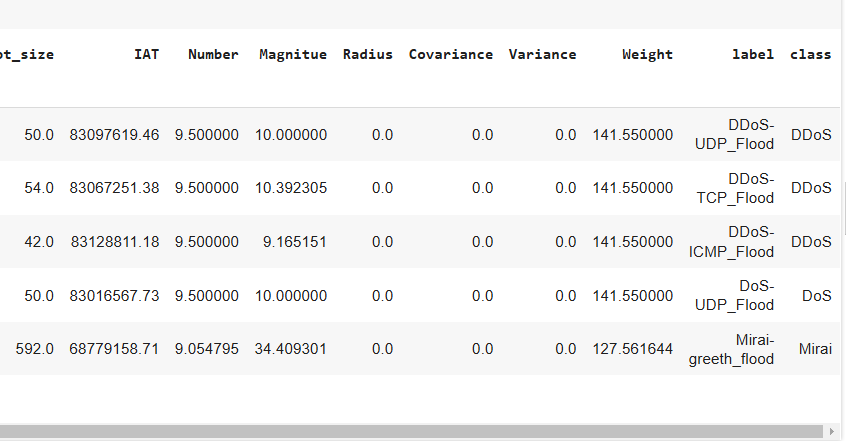 ot_size IAT Number Magnitue Radius Covariance Variance Weight label class
50.0 83097619.46 9.500000 10.000000 0.0 0.0 0.0 141.550000 DDoS-
UDP_Flood DDoS
54.0 83067251.38 9.500000 10.392305 0.0 0.0 0.0 141.550000 DDoS-
TCP_Flood DDoS
42.0 83128811.18 9.500000 9.165151 0.0 0.0 0.0 141.550000 DDoS-
ICMP_Flood DDoS
50.0 83016567.73 9.500000 10.000000 0.0 0.0 0.0 141.550000 DoS-
UDP_Flood DoS
592.0 68779158.71 9.054795 34.409301 0.0 0.0 0.0 127.561644 Mirai-
greeth_flood Mirai